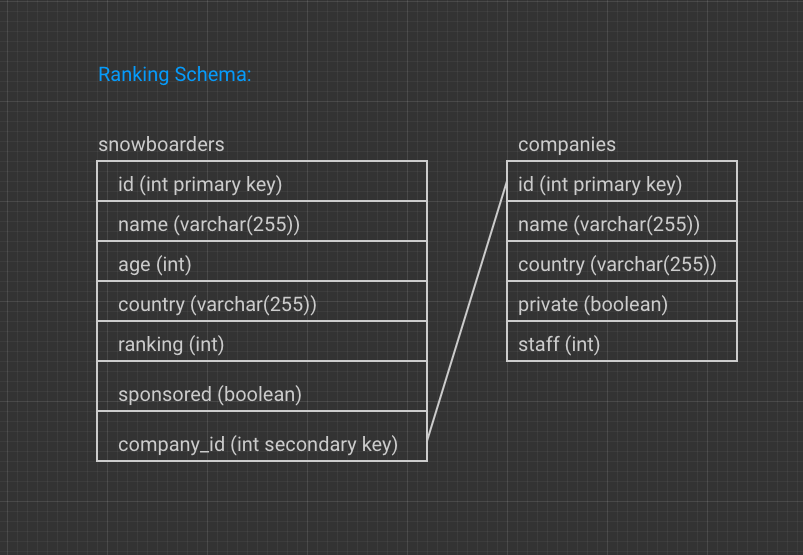 Ranking Schema:
snowboarders
id (int primary key)
name (varchar(255))
age (int)
country (varchar(255))
ranking (int)
sponsored (boolean)
company_id (int secondary key)
companies
id (int primary key)
name (varchar(255))
country (varchar(255))
private (boolean)
staff (int)